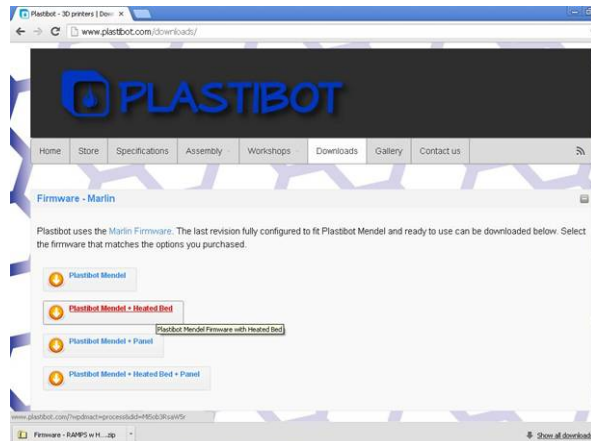 Plastibot - 3D printers | Dow
www.plastibot.com/downloads/
PLASTIBOT
Home Store Specifications Assembly Workshops Downloads Gallery Contact us
Firmware - Marlin
Plastibot uses the Marlin Firmware. The last revision fully configured to fit Plastibot Mendel and ready to use can be downloaded below. Select
the firmware that matches the options you purchased.
Plastibot Mendel
Plastibot Mendel + Heated Bed
Plastibot Mendel Firmware with Heated Bed
Plastibot Mendel + Panel
Plastibot Mendel + Heated Bed + Panel
Firmware - RAMPS w H....zip
Show all downloads